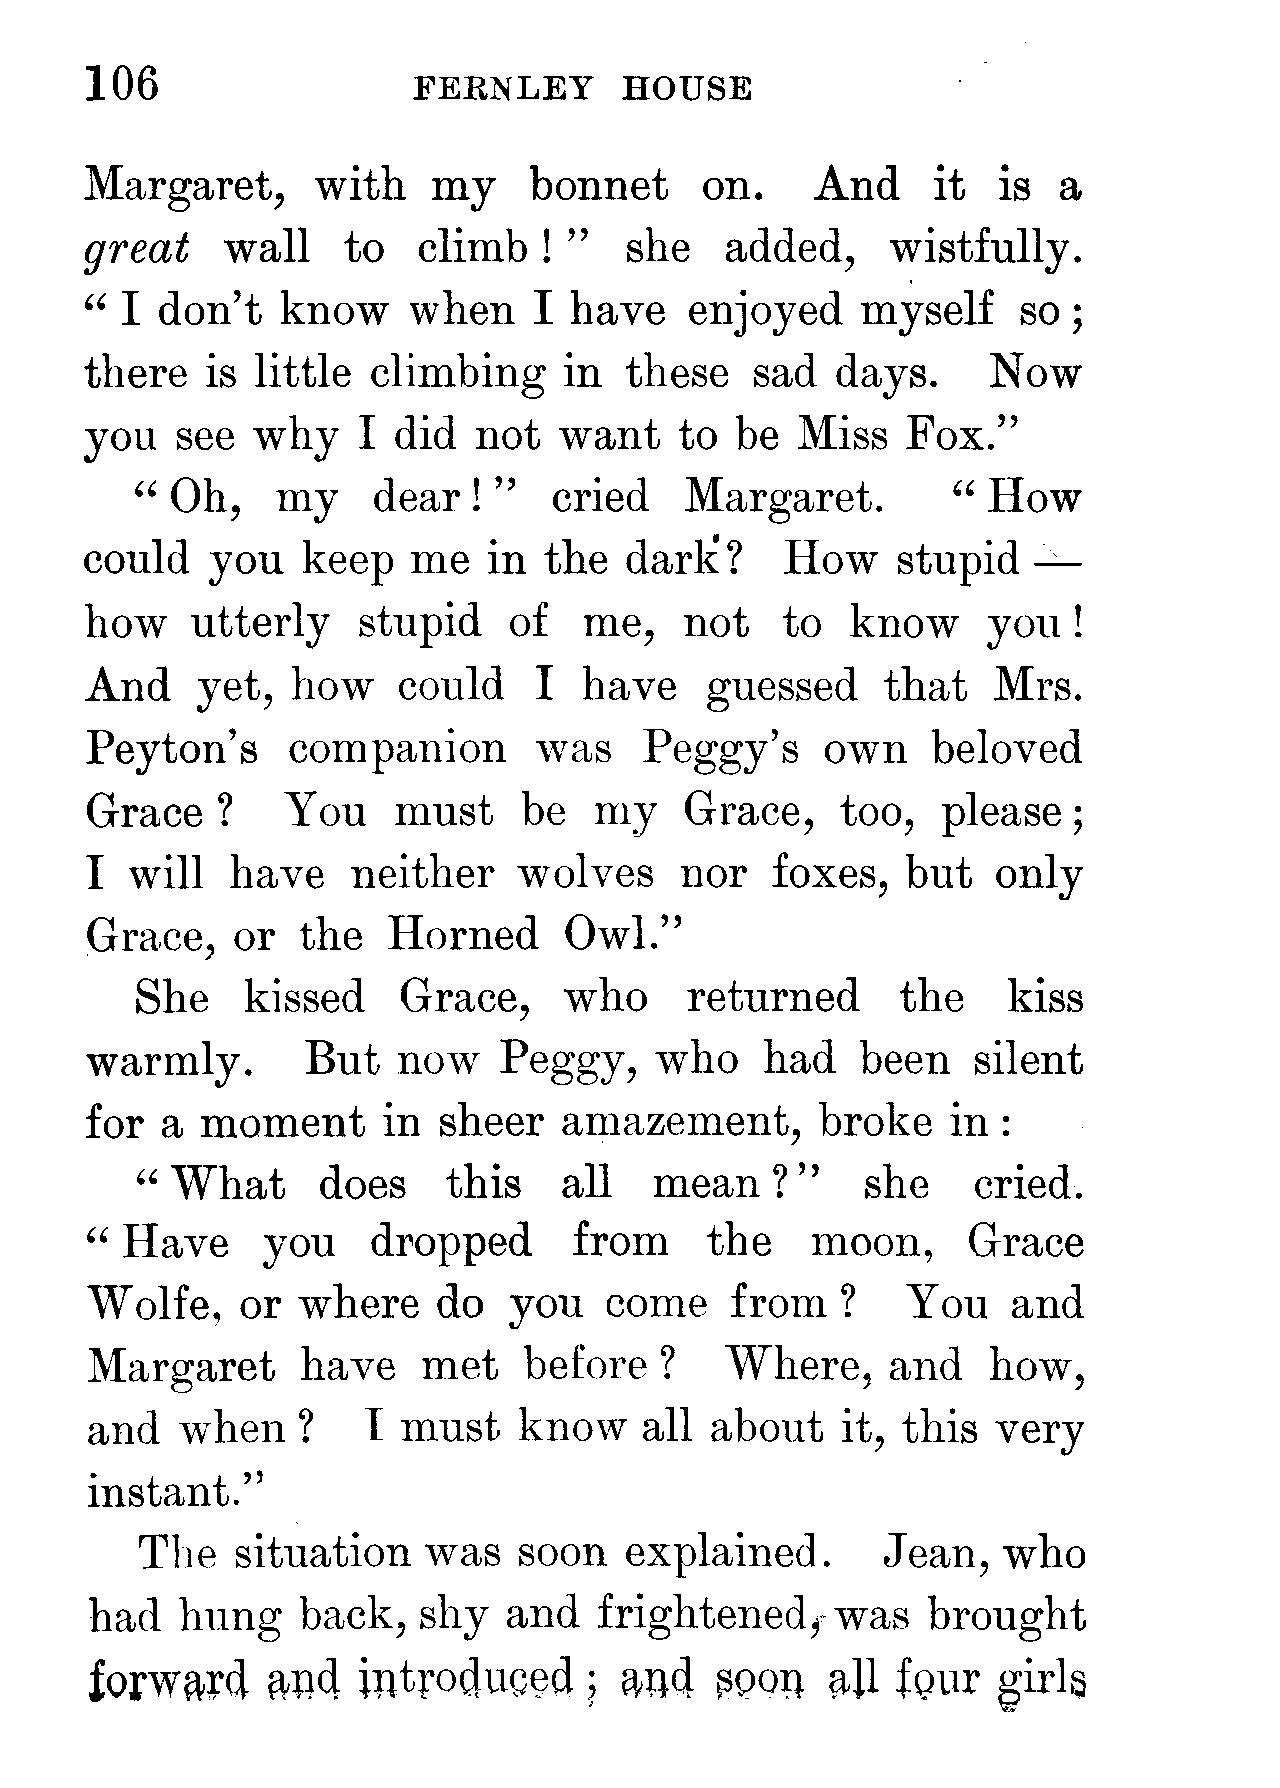 106 FERNLEY HOUSE
Margaret, with my bonnet on. And it is a
great wall to climb ! ” she added, wistfully.
“ I don’t know when I have enjoyed myself so ;
there is little climbing in these sad days. Now
you see why I did not want to be Miss Fox.”
“ Oh, my dear ! ” cried Margaret. “ How
could you keep me in the dark ? How stupid —
how utterly stupid of me, not to know you !
And yet, how could I have guessed that Mrs.
Peyton’s companion was Peggy’s own beloved
Grace ? You must be my Grace, too, please ;
I will have neither wolves nor foxes, but only
Grace, or the Horned Owl.”
She kissed Grace, who returned the kiss
warmly. But now Peggy, who had been silent
for a moment in sheer amazement, broke in :
“ What does this all mean ? ” she cried.
“ Have you dropped from the moon, Grace
Wolfe, or where do you come from ? You and
Margaret have met before ? Where, and how,
and when ? I must know all about it, this very
instant.”
The situation was soon explained. Jean, who
had hung back, shy and frightened, was brought
forward and introduced ; and soon all four girls